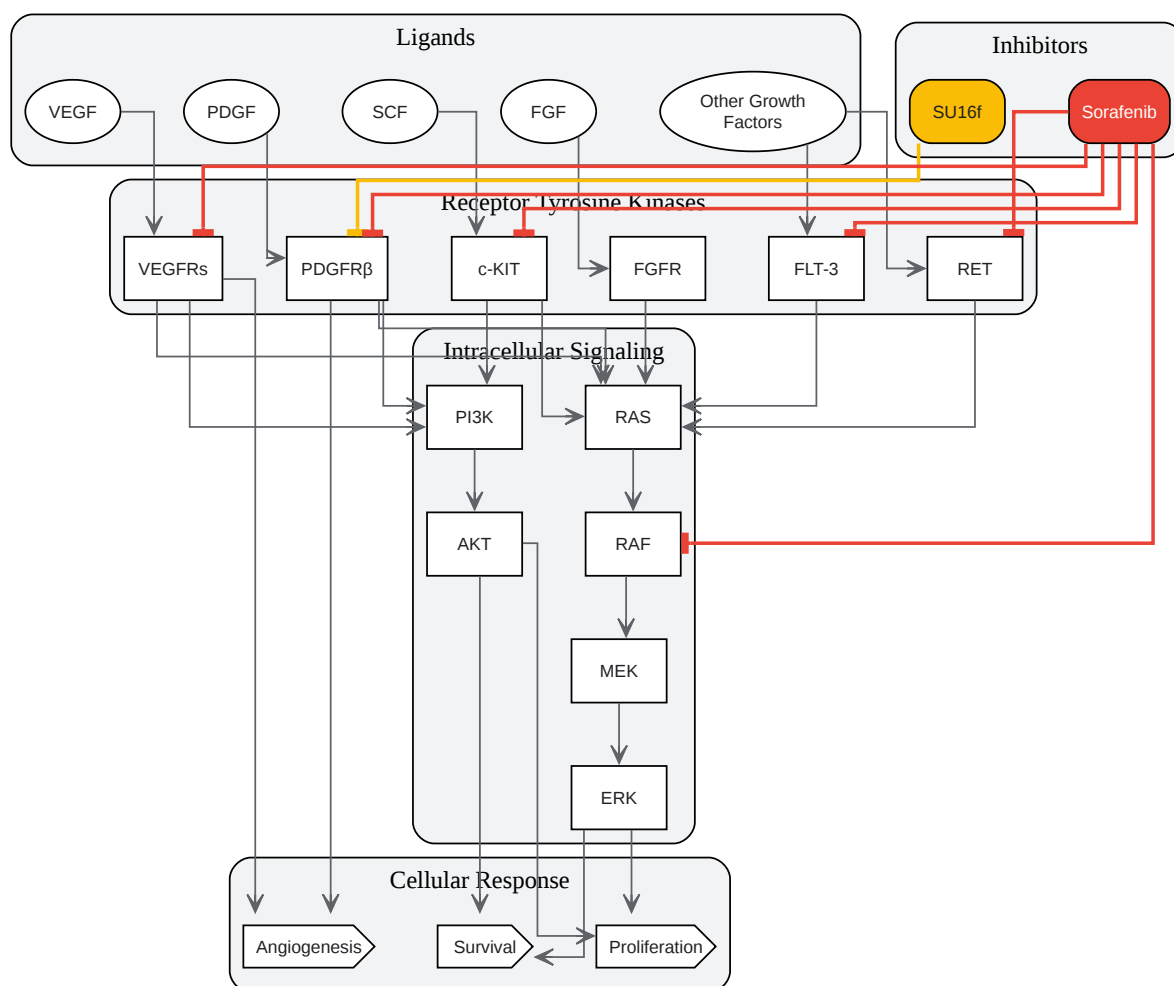 Ligands
Inhibitors
VEGF
PDGF
SCF
FGF
Other Growth
Factors
SU16f
Sorafenib
Receptor Tyrosine Kinases
VEGFRs
PDGFRβ
c-KIT
FGFR
FLT-3
RET
Intracellular Signaling
PI3K
RAS
AKT
RAF
MEK
ERK
Cellular Response
Angiogenesis
Survival
Proliferation